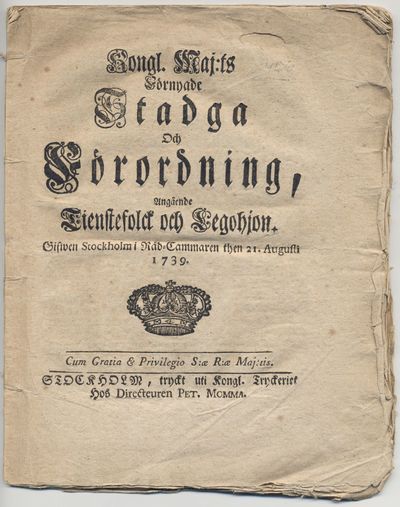 Kongl. Maj:ts
Förnyade
Stadga
Och
Förordning,
Angående
Tienstefolck och Legohjon.
Gifwen Stockholm i Råd-Cammaren then 21. Augusti
1739.
Cum Gratia & Privilegio S:æ R:æ Maj:tis.
STOCKHOLM, tryckt uti Kongl. Tryckeriet
Hos Directeuren PET. MOMMA.